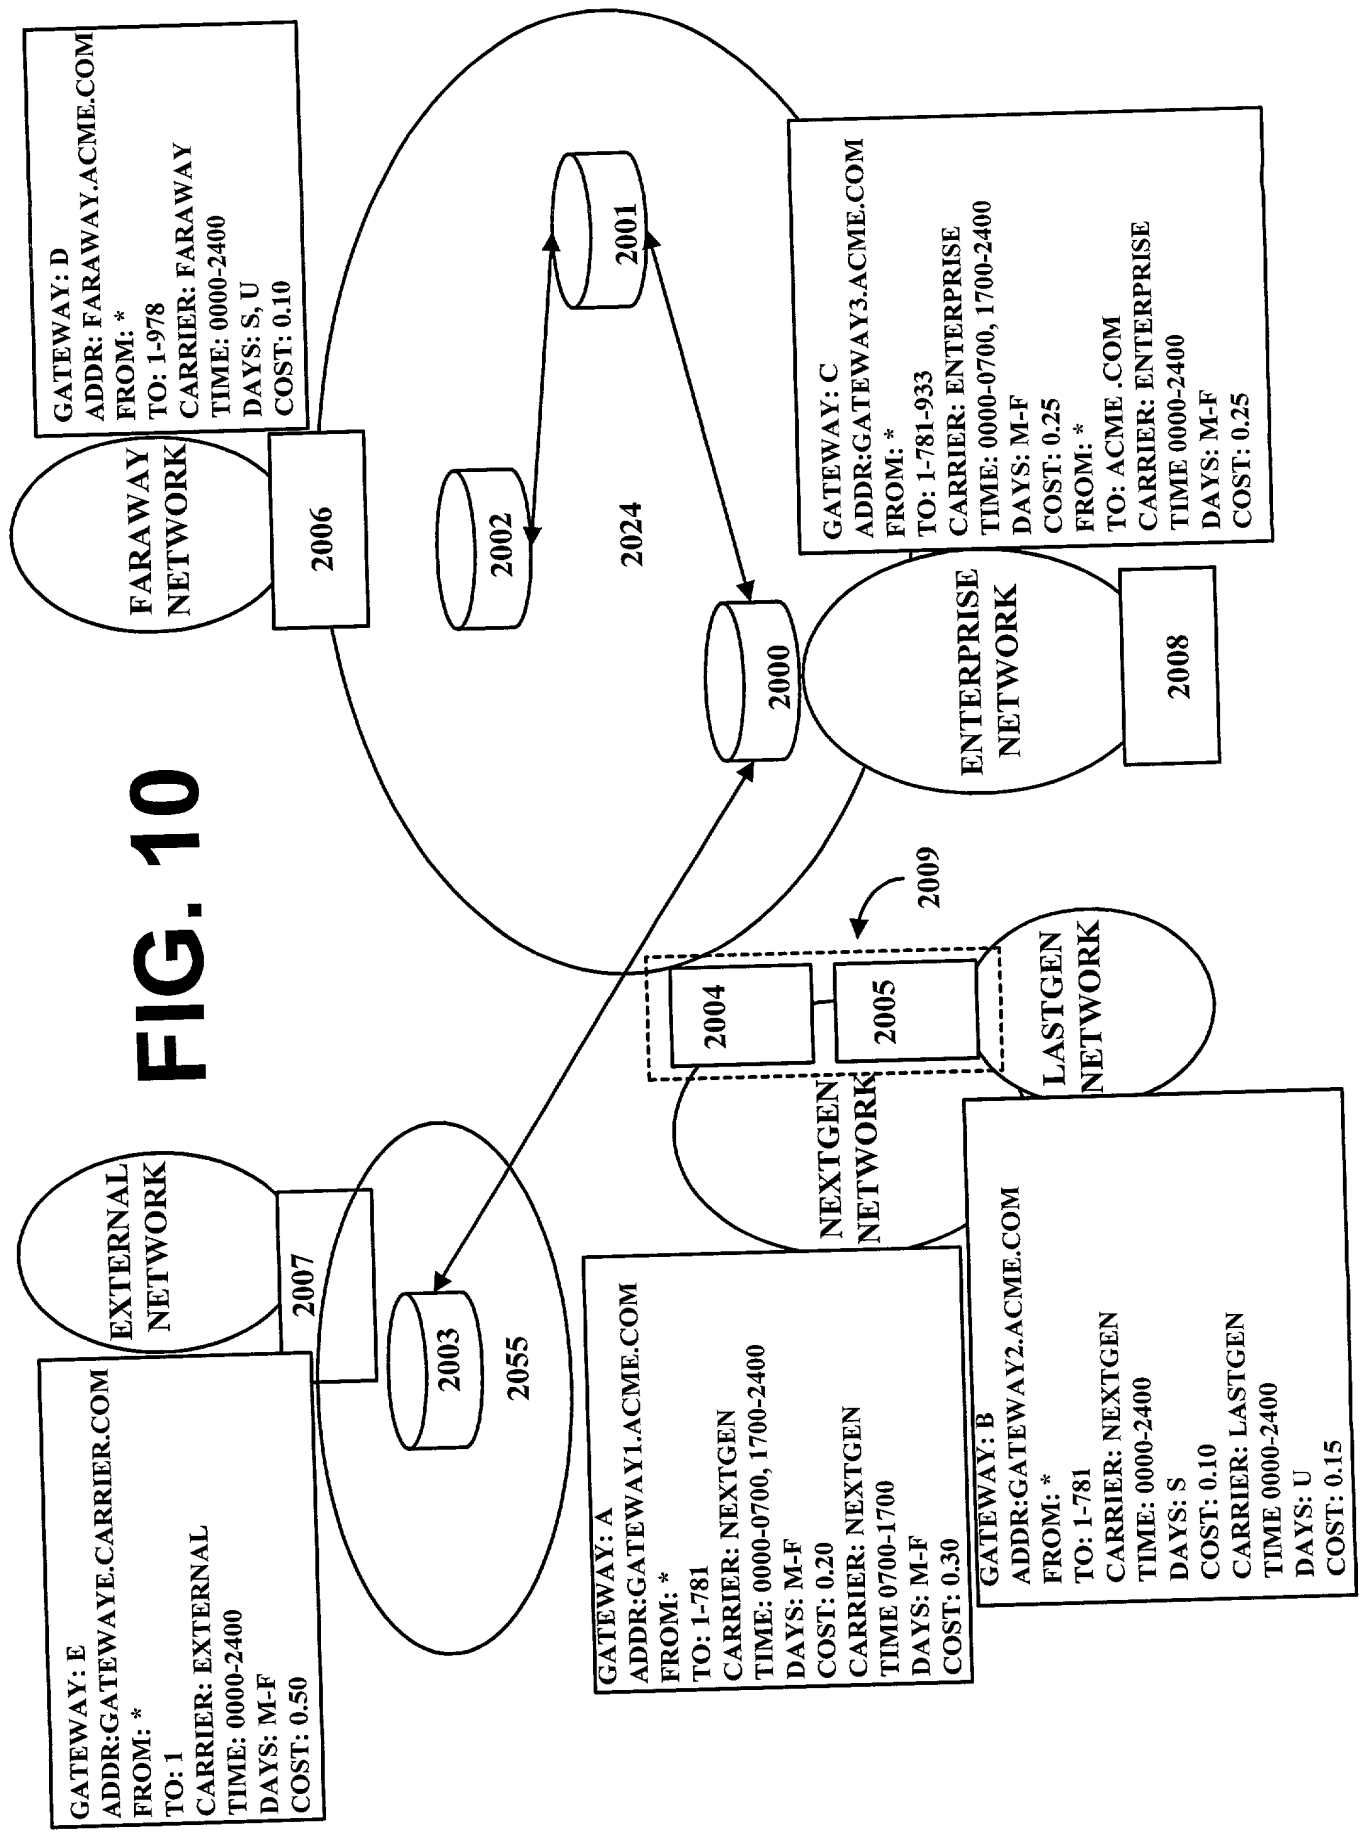 FIG. 10
GATEWAY: E
ADDR:GATEWAYE.CARRIER.COM
FROM: *
TO: 1
CARRIER: EXTERNAL
TIME: 0000-2400
DAYS: M-F
COST: 0.50
EXTERNAL
NETWORK
2007
2003
2055
FARAWAY
NETWORK
2006
GATEWAY: D
ADDR: FARAWAY.ACME.COM
FROM: *
TO: 1-978
CARRIER: FARAWAY
TIME: 0000-2400
DAYS: S, U
COST: 0.10
2002
2001
2024
2000
GATEWAY: A
ADDR:GATEWAY1.ACME.COM
FROM: *
TO: 1-781
CARRIER: NEXTGEN
TIME: 0000-0700, 1700-2400
DAYS: M-F
COST: 0.20
CARRIER: NEXTGEN
TIME 0700-1700
DAYS: M-F
COST: 0.30
NEXTGEN
NETWORK
2004
2005
2009
GATEWAY: B
ADDR:GATEWAY2.ACME.COM
FROM: *
TO: 1-781
CARRIER: NEXTGEN
TIME: 0000-2400
DAYS: S
COST: 0.10
CARRIER: LASTGEN
TIME 0000-2400
DAYS: U
COST: 0.15
LASTGEN
NETWORK
ENTERPRISE
NETWORK
2008
GATEWAY: C
ADDR:GATEWAY3.ACME.COM
FROM: *
TO: 1-781-933
CARRIER: ENTERPRISE
TIME: 0000-0700, 1700-2400
DAYS: M-F
COST: 0.25
FROM: *
TO: ACME .COM
CARRIER: ENTERPRISE
TIME 0000-2400
DAYS: M-F
COST: 0.25